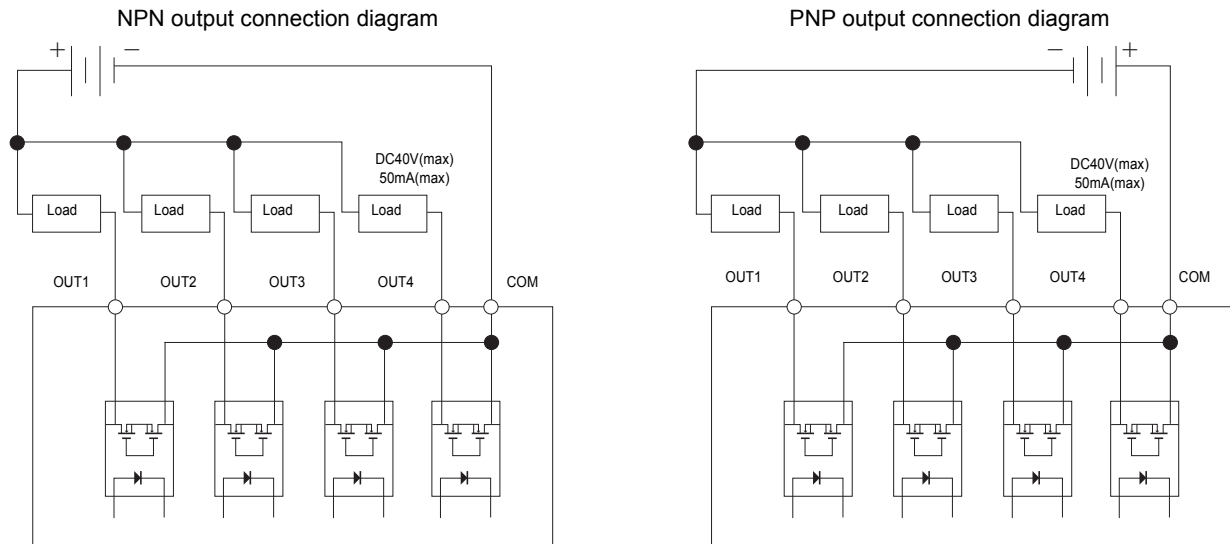 NPN output connection diagram
+ −
DC40V(max)
50mA(max)
Load Load Load Load
OUT1 OUT2 OUT3 OUT4 COM
PNP output connection diagram
− +
DC40V(max)
50mA(max)
Load Load Load Load
OUT1 OUT2 OUT3 OUT4 COM